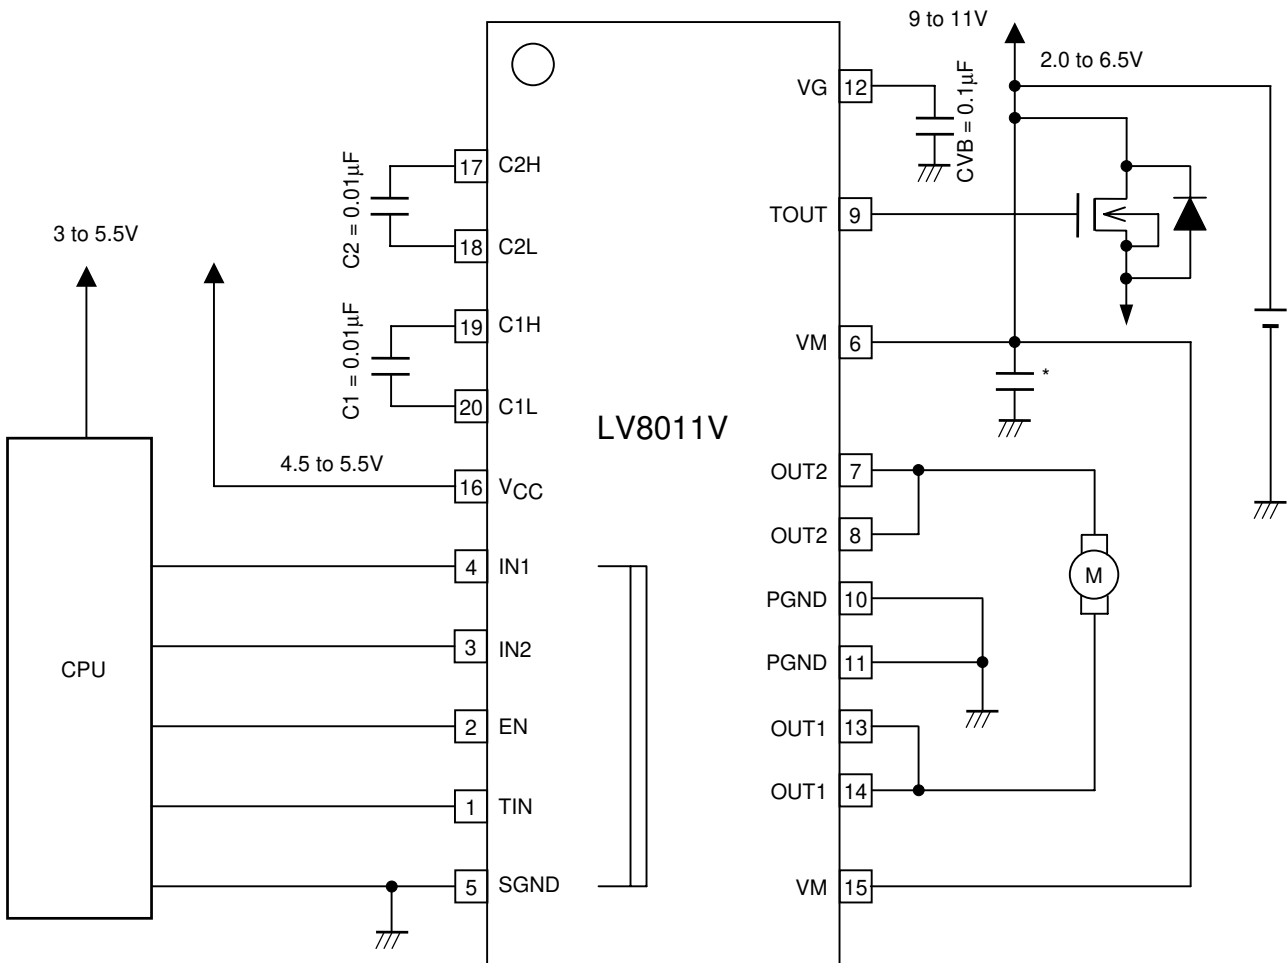 9 to 11V
2.0 to 6.5V
VG 12
CVB = 0.1μF
17 C2H
C2 = 0.01μF
18 C2L
TOUT 9
3 to 5.5V
19 C1H
C1 = 0.01μF
20 C1L
VM 6
*
LV8011V
4.5 to 5.5V
16 VCC
OUT2 7
OUT2 8
4 IN1
M
PGND 10
3 IN2
CPU
PGND 11
2 EN
OUT1 13
OUT1 14
1 TIN
5 SGND
VM 15